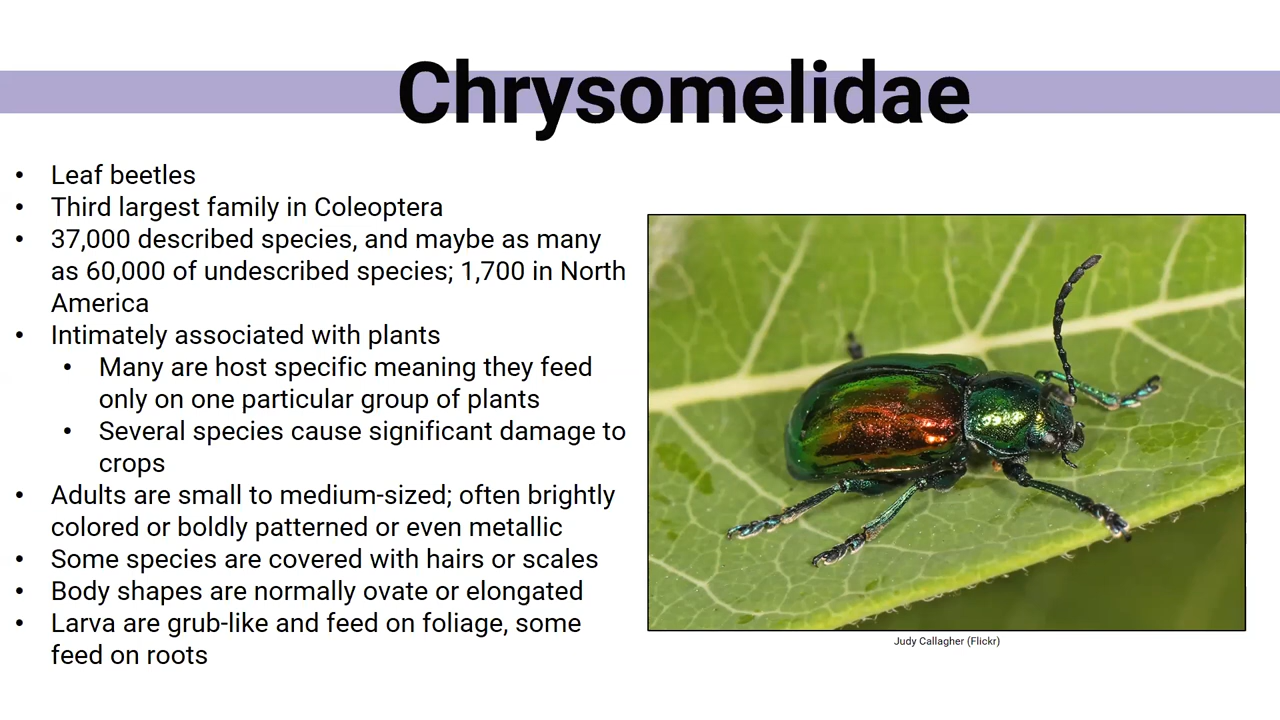 Chrysomelidae
• Leaf beetles
• Third largest family in Coleoptera
• 37,000 described species, and maybe as many
as 60,000 of undescribed species; 1,700 in North
America
• Intimately associated with plants
• Many are host specific meaning they feed
only on one particular group of plants
• Several species cause significant damage to
crops
• Adults are small to medium-sized; often brightly
colored or boldly patterned or even metallic
• Some species are covered with hairs or scales
• Body shapes are normally ovate or elongated
• Larva are grub-like and feed on foliage, some
feed on roots
Judy Callagher (Flickr)